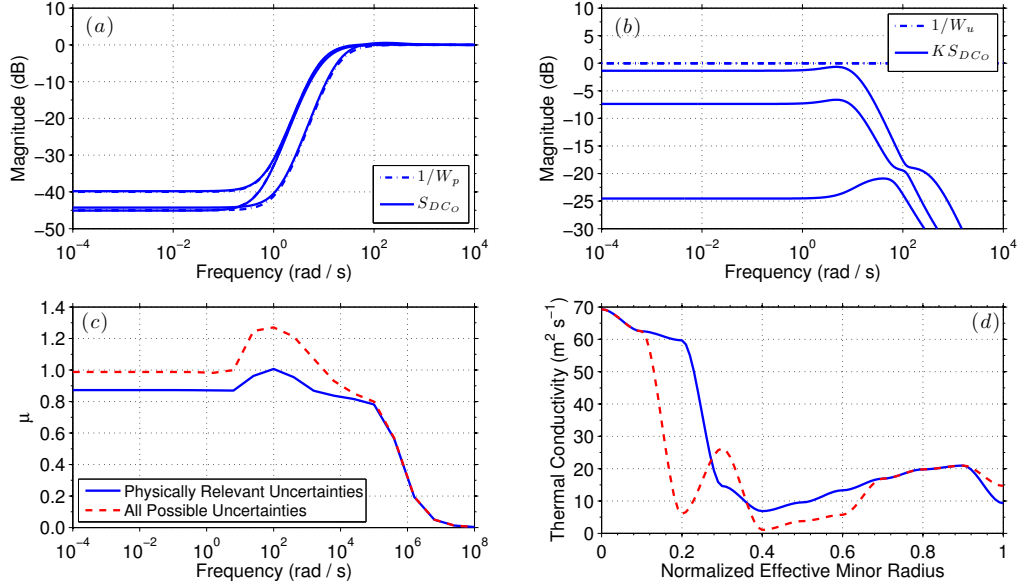 (a)
0
−10
−20
−30
−40
−50
Magnitude (dB)
1/W_p
S_{DC_O}
10^{−4} 10^{−2} 10^0 10^2 10^4
Frequency (rad / s)
(b)
10
5
0
−5
−10
−15
−20
−25
−30
Magnitude (dB)
1/W_u
KS_{DC_O}
10^{−4} 10^{−2} 10^0 10^2 10^4
Frequency (rad / s)
(c)
1.4
1.2
1.0
0.8
0.6
0.4
0.2
0.0
μ
Physically Relevant Uncertainties
All Possible Uncertainties
10^{−4} 10^{−2} 10^0 10^2 10^4 10^6 10^8
Frequency (rad / s)
(d)
70
60
50
40
30
20
10
0
Thermal Conductivity (m^2 s^{−1})
0 0.2 0.4 0.6 0.8 1
Normalized Effective Minor Radius